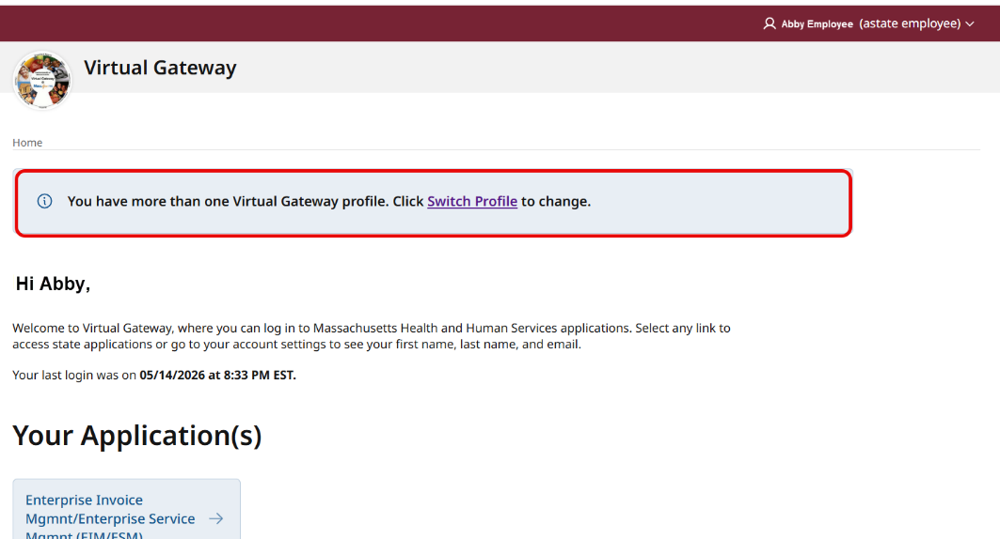 Abby Employee (astate employee)
Virtual Gateway
Home
You have more than one Virtual Gateway profile. Click Switch Profile to change.
Hi Abby,
Welcome to Virtual Gateway, where you can log in to Massachusetts Health and Human Services applications. Select any link to
access state applications or go to your account settings to see your first name, last name, and email.
Your last login was on 05/14/2026 at 8:33 PM EST.
Your Application(s)
Enterprise Invoice
Mgmnt/Enterprise Service
Mgmnt (EIM/ESM)